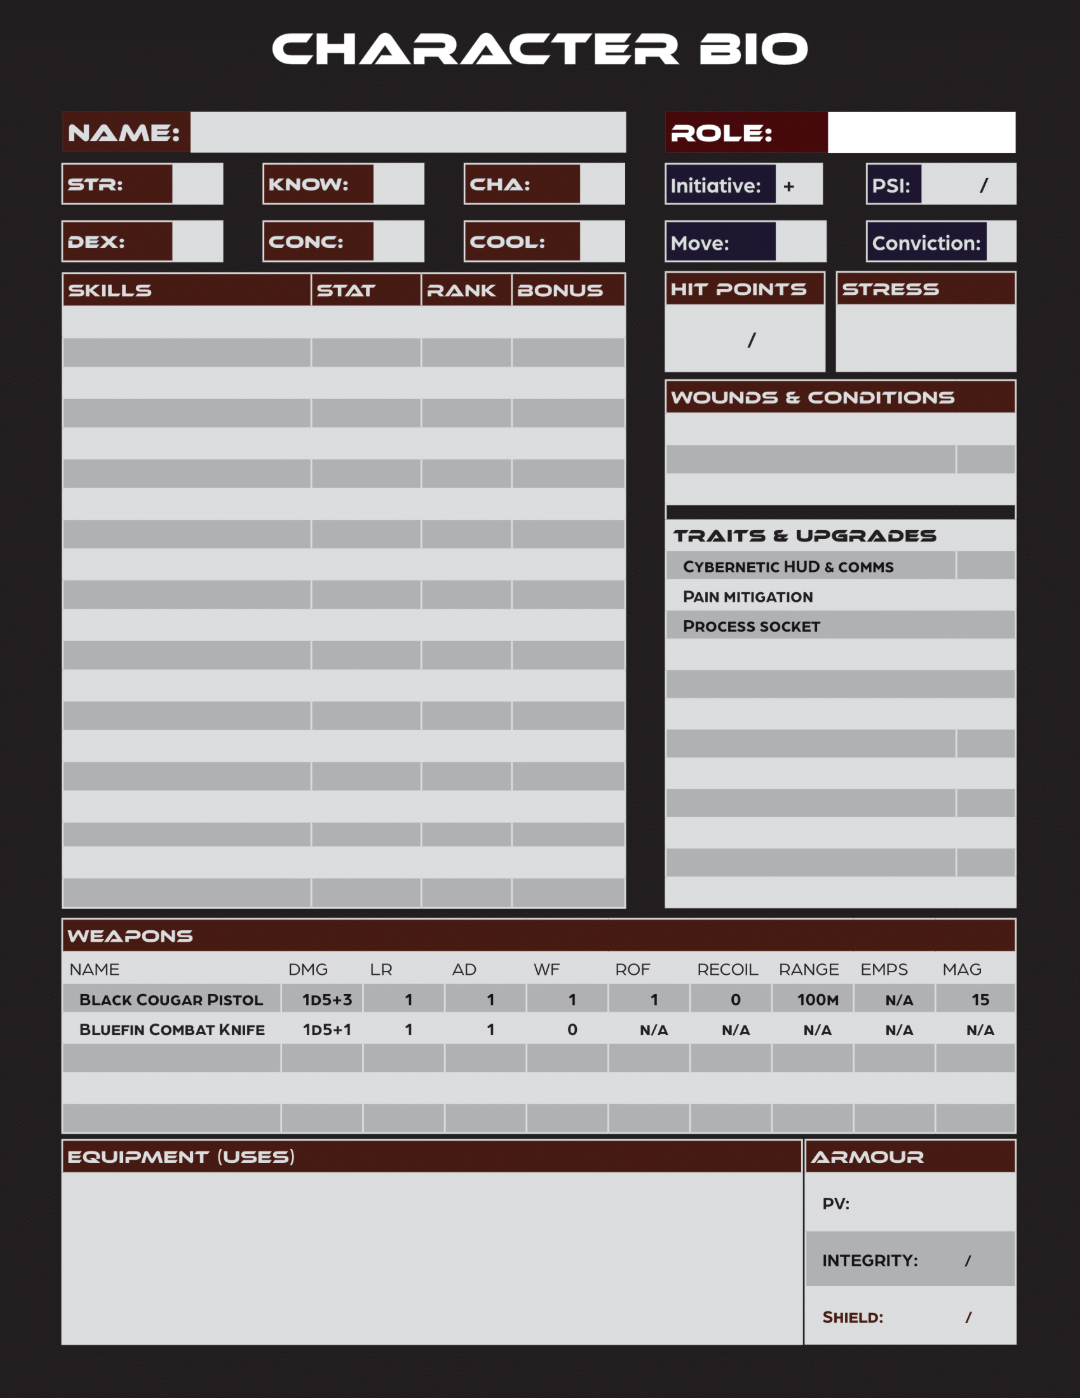 CHARACTER BIO
NAME:
ROLE:
STR: KNOW: CHA:
Initiative: + PSI: /
DEX: CONC: COOL:
Move: Conviction:
SKILLS STAT RANK BONUS
HIT POINTS STRESS
/
WOUNDS & CONDITIONS
TRAITS & UPGRADES
CYBERNETIC HUD & COMMS
PAIN MITIGATION
PROCESS SOCKET
WEAPONS
NAME DMG LR AD WF ROF RECOIL RANGE EMPS MAG
BLACK COUGAR PISTOL 1D5+3 1 1 1 1 0 100M N/A 15
BLUEFIN COMBAT KNIFE 1D5+1 1 1 0 N/A N/A N/A N/A N/A
EQUIPMENT (USES)
ARMOUR
PV:
INTEGRITY: /
SHIELD: /